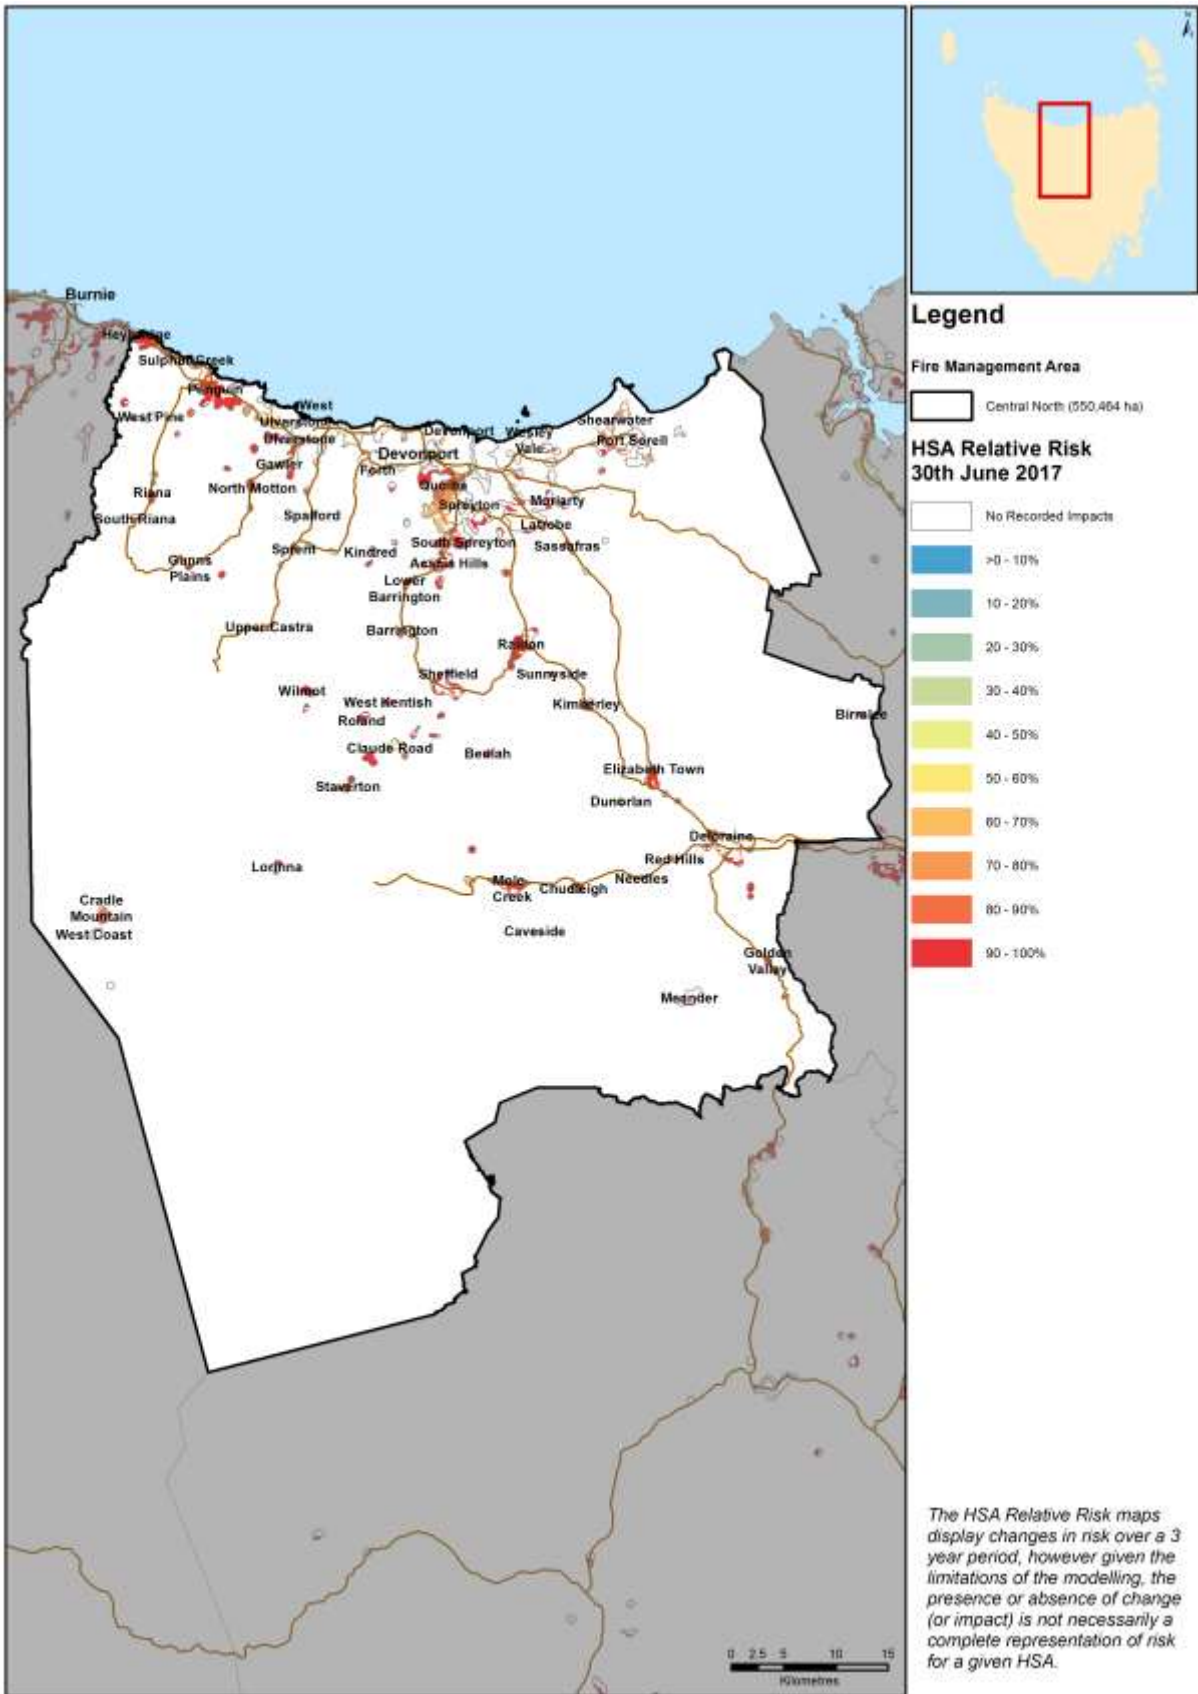 N
Burnie
Heybridge
Sulphur Creek
Penguin
West Pine
West
Ulverstone
Ulverstone
Gawler
Forth
Devonport
Devonport
Wesley
Vale
Shearwater
Port Sorell
Quoiba
Riana
North Motton
Spalford
Spreyton
Moriarty
South Riana
Latrobe
Sprent
Kindred
South Spreyton
Sassafras
Gunns
Plains
Acacia Hills
Lower
Barrington
Upper Castra
Barrington
Railton
Sheffield
Sunnyside
Wilmot
West Kentish
Kimberley
Roland
Birralee
Claude Road
Beulah
Staverton
Elizabeth Town
Dunorlan
Deloraine
Red Hills
Lorinna
Mole
Creek
Chudleigh
Needles
Cradle
Mountain
West Coast
Caveside
Golden
Valley
Meander
0 2.5 5 10 15
Kilometres
Legend
Fire Management Area
Central North (550,464 ha)
HSA Relative Risk
30th June 2017
No Recorded Impacts
>0 - 10%
10 - 20%
20 - 30%
30 - 40%
40 - 50%
50 - 60%
60 - 70%
70 - 80%
80 - 90%
90 - 100%
The HSA Relative Risk maps
display changes in risk over a 3
year period, however given the
limitations of the modelling, the
presence or absence of change
(or impact) is not necessarily a
complete representation of risk
for a given HSA.